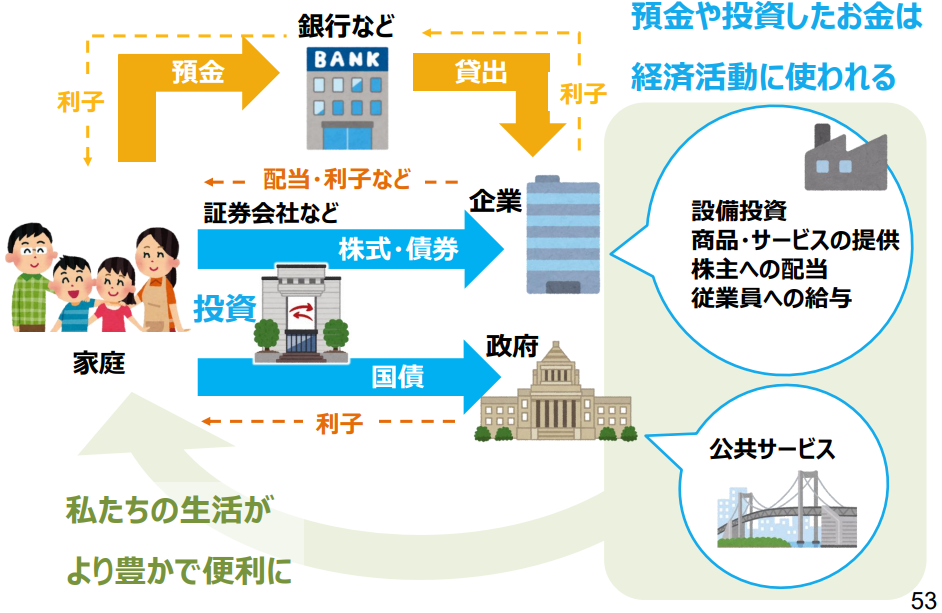 銀行など
BANK
預金
貸出
利子
利子
預金や投資したお金は
経済活動に使われる
配当・利子など
企業
証券会社など
株式・債券
設備投資
商品・サービスの提供
株主への配当
従業員への給与
投資
家庭
政府
国債
利子
公共サービス
私たちの生活が
より豊かで便利に
53